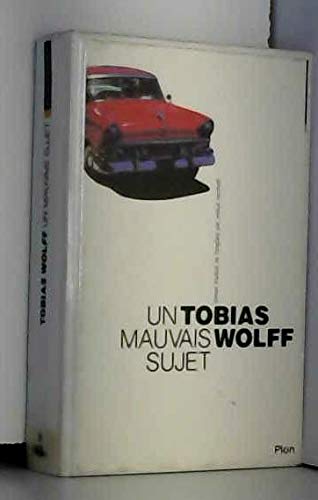 TOBIAS WOLFF UN MAUVAIS SUJET
UN TOBIAS
MAUVAIS WOLFF
SUJET
Plon